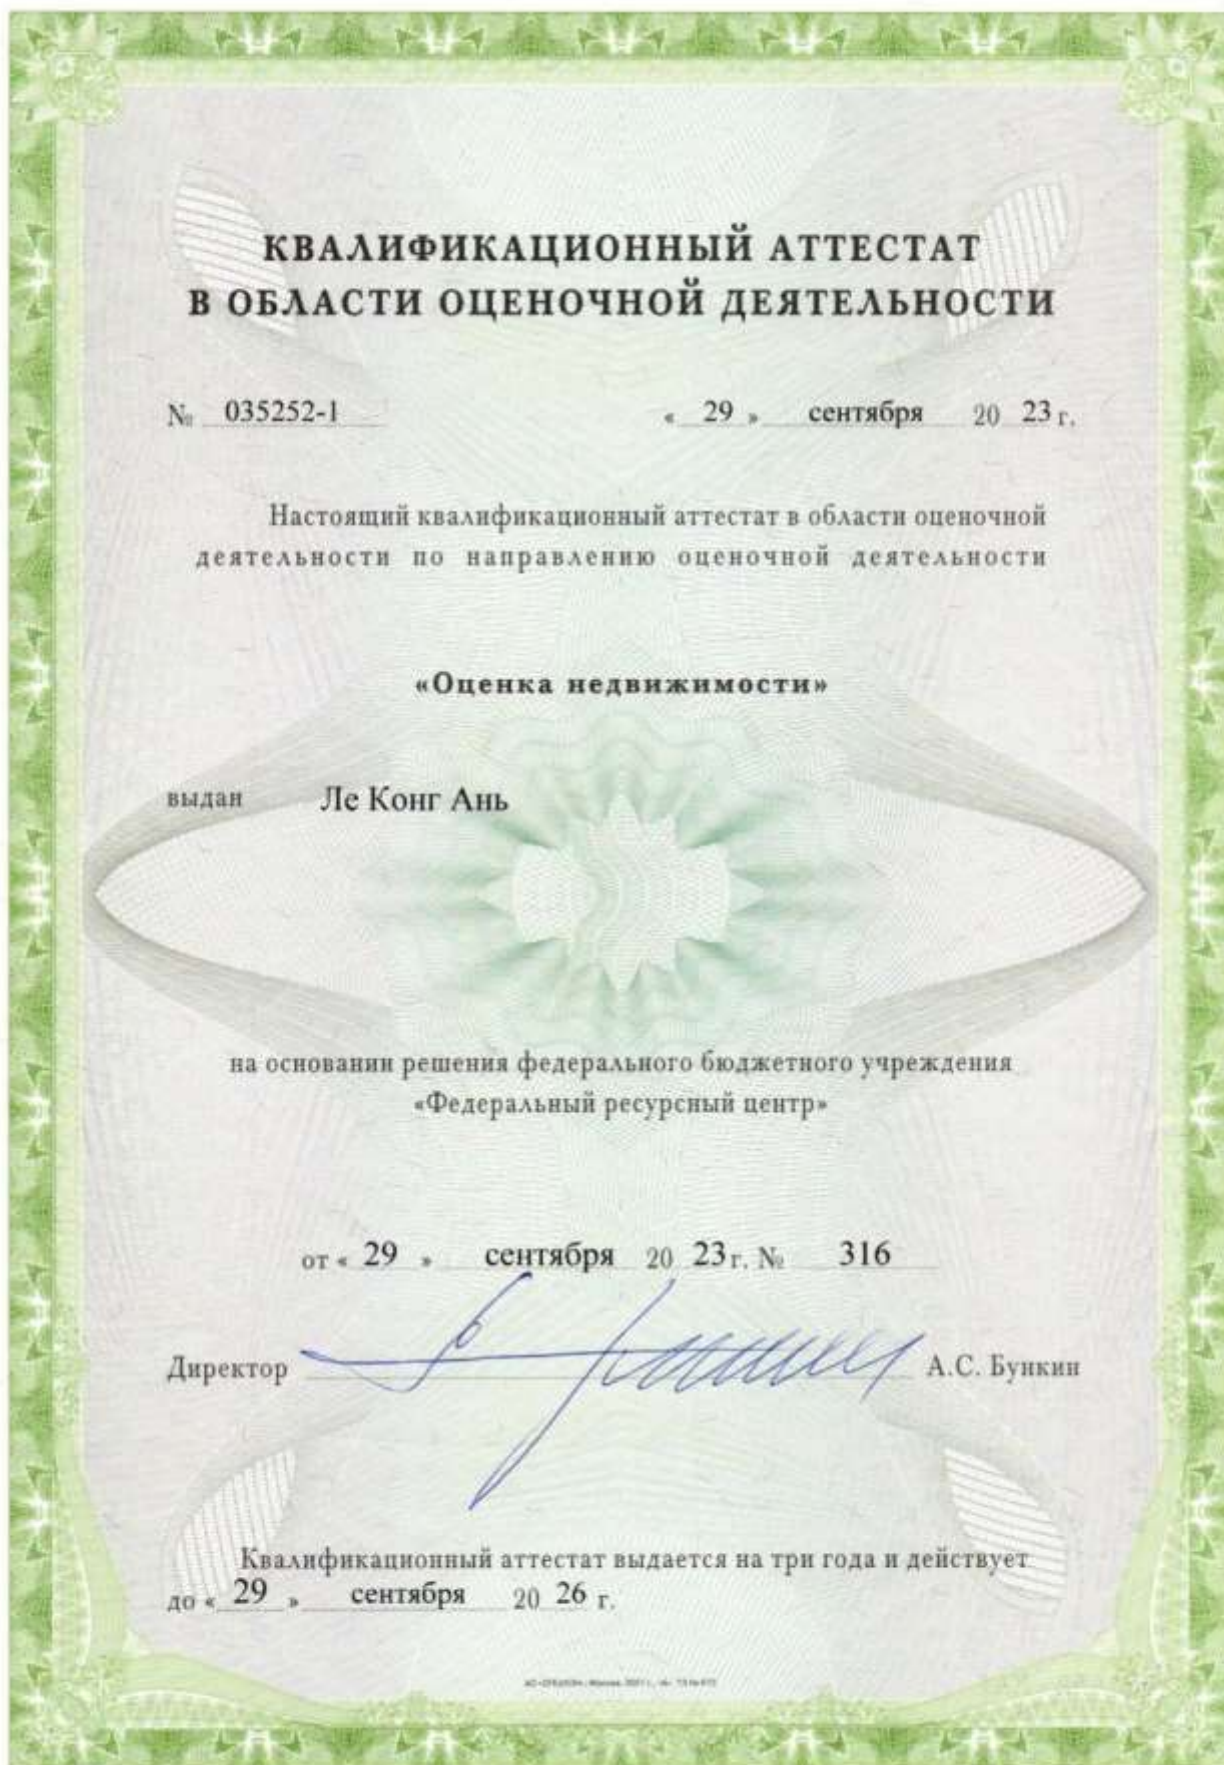 КВАЛИФИКАЦИОННЫЙ АТТЕСТАТ
В ОБЛАСТИ ОЦЕНОЧНОЙ ДЕЯТЕЛЬНОСТИ
№ 035252-1 « 29 » сентября 20 23 г.
Настоящий квалификационный аттестат в области оценочной
деятельности по направлению оценочной деятельности
«Оценка недвижимости»
выдан Ле Конг Ань
на основании решения федерального бюджетного учреждения
«Федеральный ресурсный центр»
от « 29 » сентября 20 23 г. № 316
Директор А.С. Бункин
Квалификационный аттестат выдается на три года и действует
до « 29 » сентября 20 26 г.